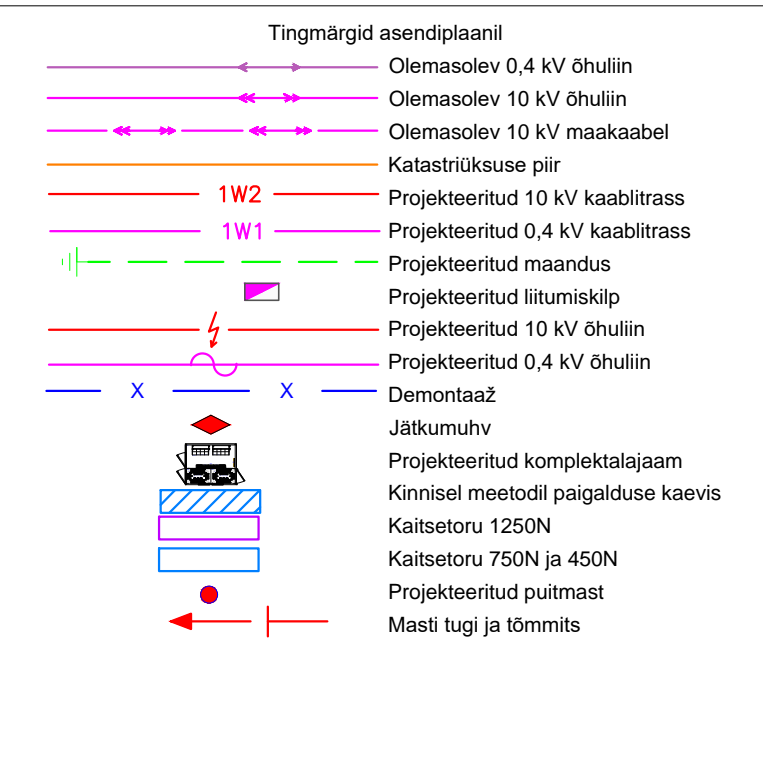 Tingmärgid asendiplaanil
Olemasolev 0,4 kV õhuliin
Olemasolev 10 kV õhuliin
Olemasolev 10 kV maakaabel
Katastriüksuse piir
1W2 Projekteeritud 10 kV kaablitrass
1W1 Projekteeritud 0,4 kV kaablitrass
Projekteeritud maandus
Projekteeritud liitumiskilp
Projekteeritud 10 kV õhuliin
Projekteeritud 0,4 kV õhuliin
X X Demontaaž
Jätkumuhv
Projekteeritud komplektalajaam
Kinnisel meetodil paigalduse kaevis
Kaitsetoru 1250N
Kaitsetoru 750N ja 450N
Projekteeritud puitmast
Masti tugi ja tõmmits